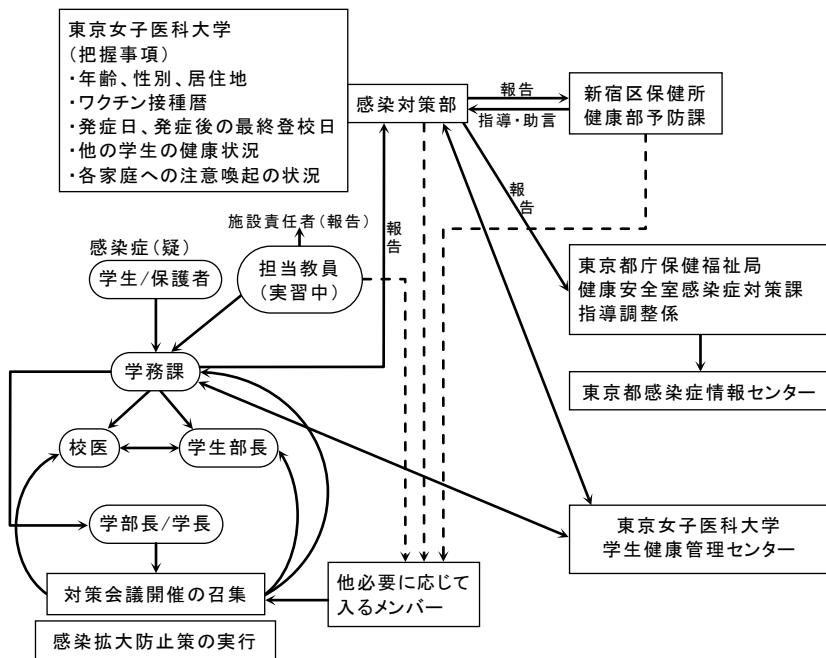 東京女子医科大学
(把握事項)
・年齢、性別、居住地
・ワクチン接種暦
・発症日、発症後の最終登校日
・他の学生の健康状況
・各家庭への注意喚起の状況
感染対策部
報告
指導・助言
新宿区保健所
健康部予防課
報告
報告
施設責任者(報告)
感染症(疑)
学生/保護者
担当教員
(実習中)
東京都庁保健福祉局
健康安全室感染症対策課
指導調整係
学務課
東京都感染症情報センター
校医
学生部長
学部長/学長
東京女子医科大学
学生健康管理センター
対策会議開催の召集
他必要に応じて
入るメンバー
感染拡大防止策の実行